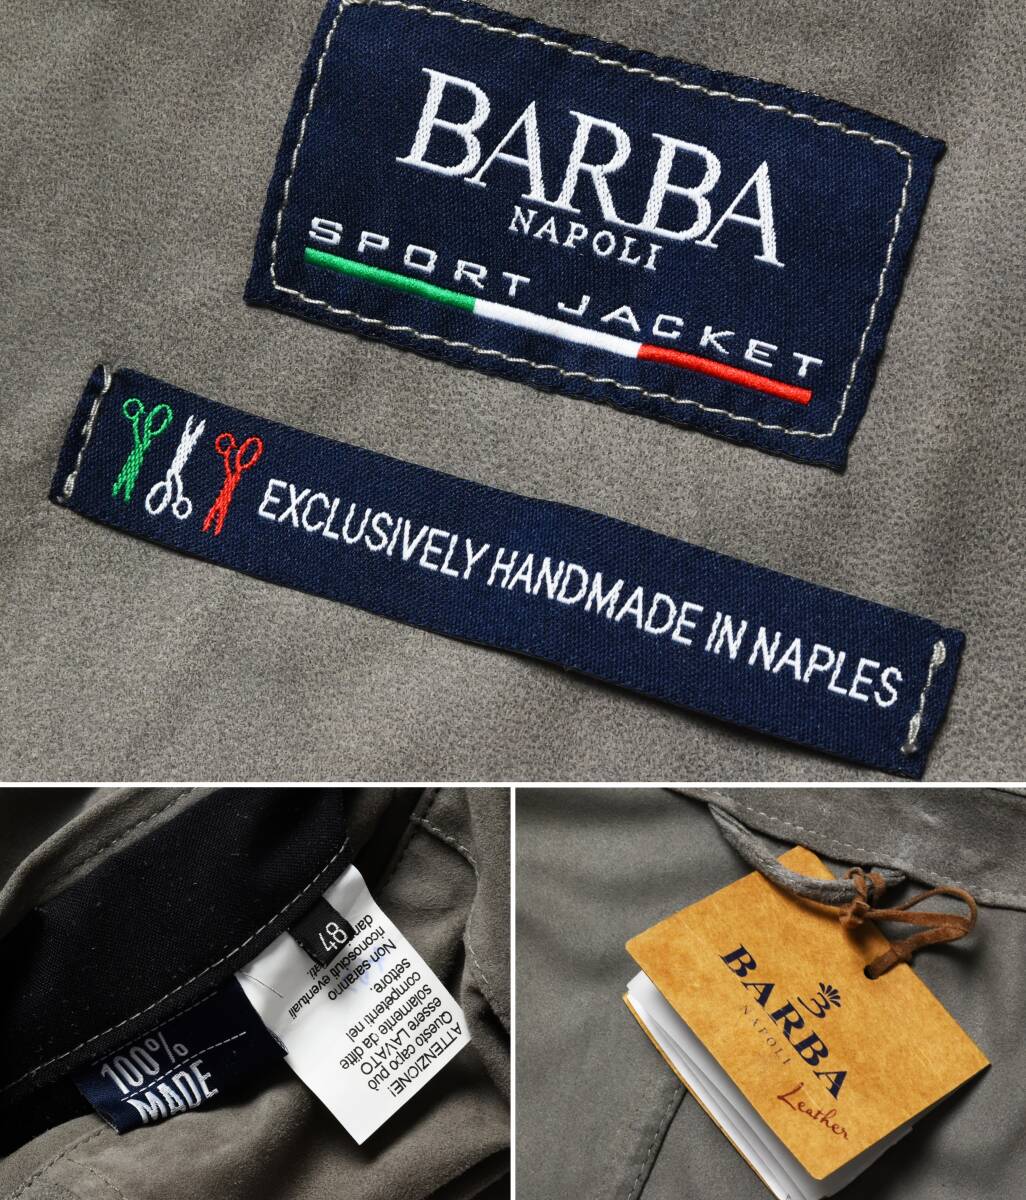 BARBA
NAPOLI
SPORT JACKET
EXCLUSIVELY HANDMADE IN NAPLES
48
100%
MADE
ATTENZIONE!
Questo capo può
essere LAVATO
solamente da ditte
competenti nel
settore.
Non saranno
riconosciuti eventuali
BARBA
NAPOLI
Leather